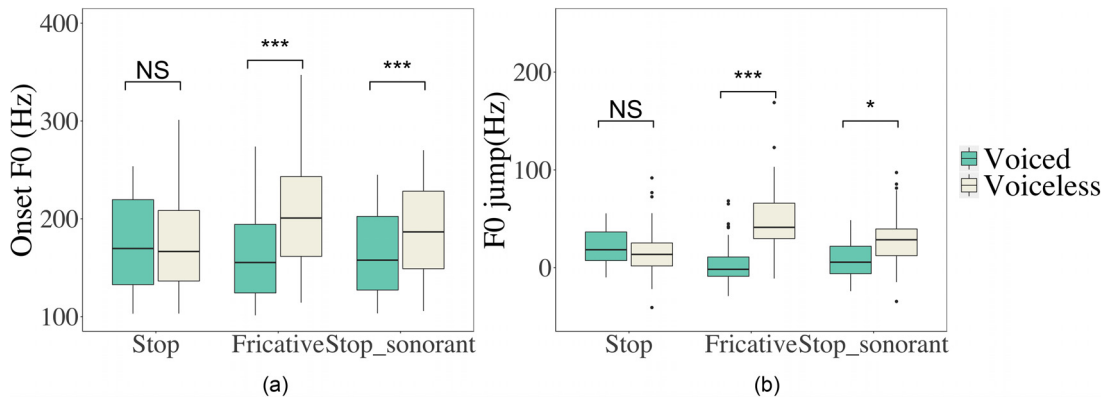 400
300
200
100
Onset F0 (Hz)
NS
***
***
Stop
Fricative
Stop_sonorant
(a)
200
100
0
F0 jump(Hz)
NS
***
*
Stop
Fricative
Stop_sonorant
(b)
Voiced
Voiceless